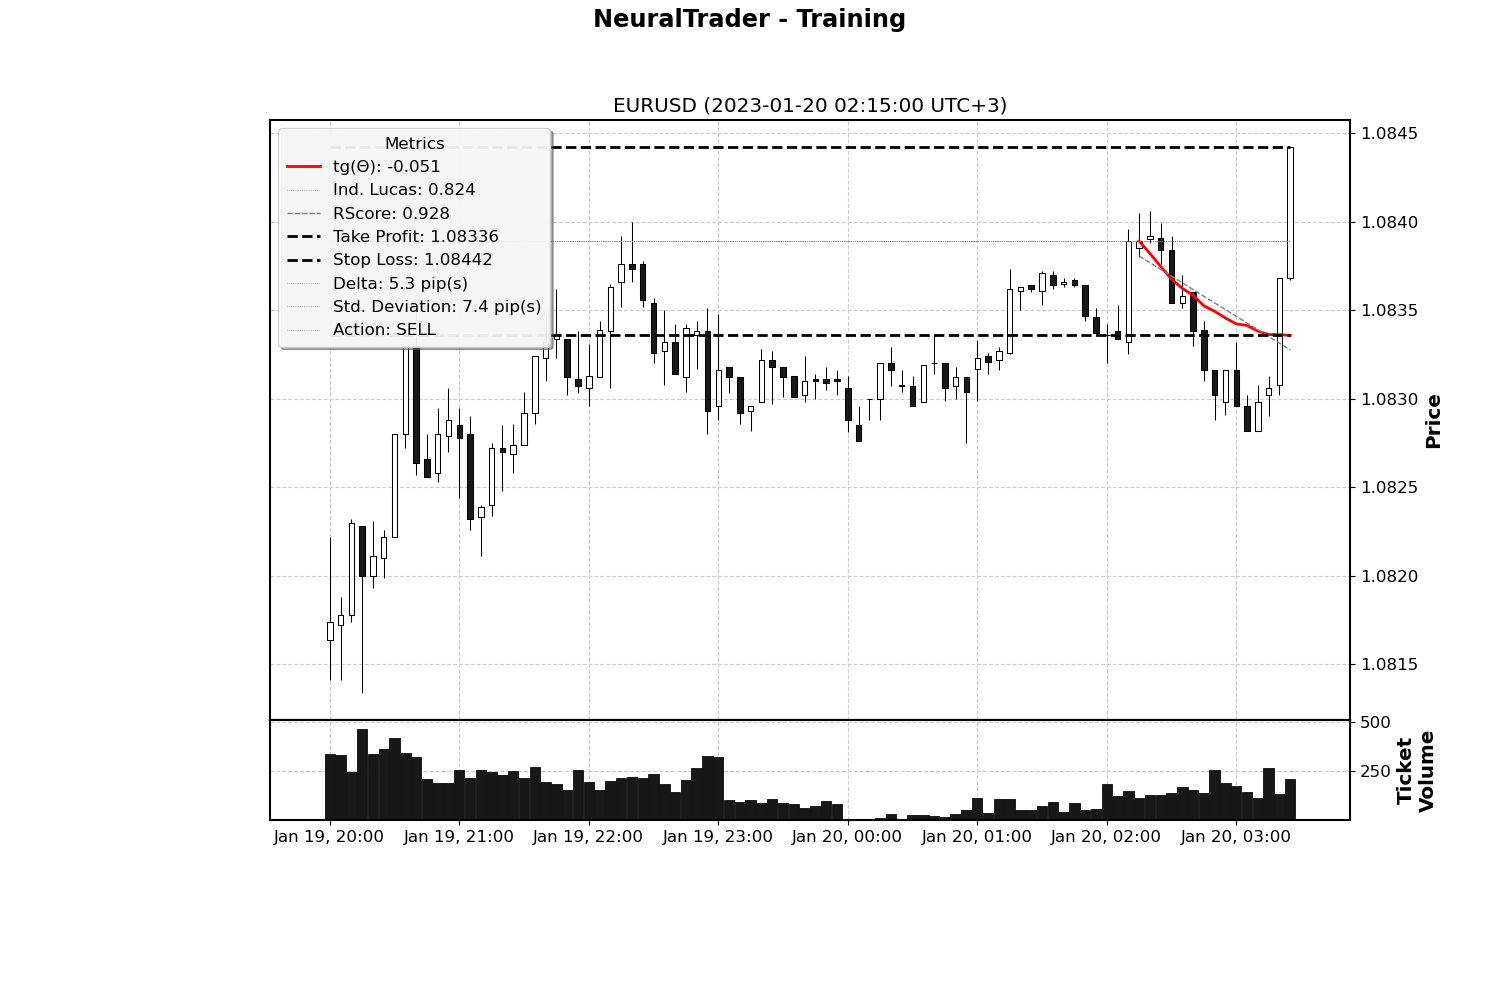 NeuralTrader - Training
EURUSD (2023-01-20 02:15:00 UTC+3)
Metrics
tg(Θ): -0.051
Ind. Lucas: 0.824
RScore: 0.928
Take Profit: 1.08336
Stop Loss: 1.08442
Delta: 5.3 pip(s)
Std. Deviation: 7.4 pip(s)
Action: SELL
1.0845
1.0840
1.0835
1.0830
1.0825
1.0820
1.0815
Price
500
250
Ticket
Volume
Jan 19, 20:00
Jan 19, 21:00
Jan 19, 22:00
Jan 19, 23:00
Jan 20, 00:00
Jan 20, 01:00
Jan 20, 02:00
Jan 20, 03:00